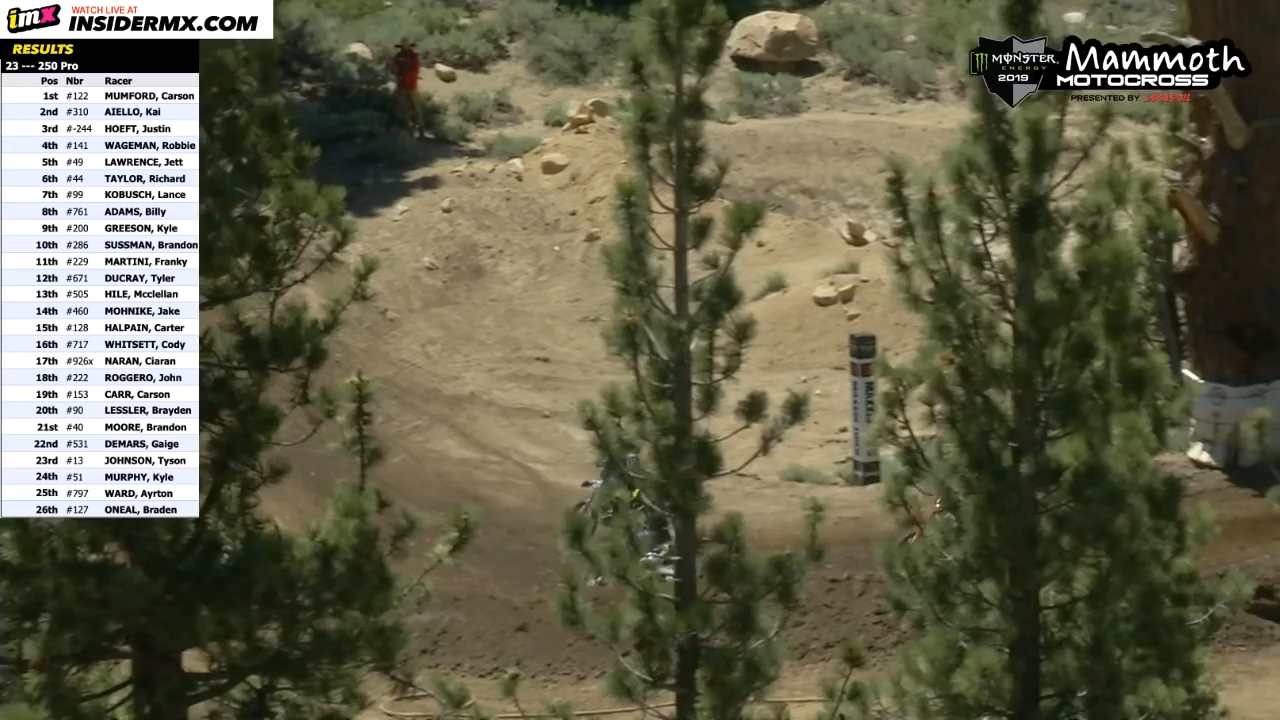 imx WATCH LIVE AT
INSIDERMX.COM
RESULTS
23 --- 250 Pro
Pos Nbr Racer
1st #122 MUMFORD, Carson
2nd #310 AIELLO, Kai
3rd #-244 HOEFT, Justin
4th #141 WAGEMAN, Robbie
5th #49 LAWRENCE, Jett
6th #44 TAYLOR, Richard
7th #99 KOBUSCH, Lance
8th #761 ADAMS, Billy
9th #200 GREESON, Kyle
10th #286 SUSSMAN, Brandon
11th #229 MARTINI, Franky
12th #671 DUCRAY, Tyler
13th #505 HILE, Mcclellan
14th #460 MOHNIKE, Jake
15th #128 HALPAIN, Carter
16th #717 WHITSETT, Cody
17th #926x NARAN, Ciaran
18th #222 ROGGERO, John
19th #153 CARR, Carson
20th #90 LESSLER, Brayden
21st #40 MOORE, Brandon
22nd #531 DEMARS, Gaige
23rd #13 JOHNSON, Tyson
24th #51 MURPHY, Kyle
25th #797 WARD, Ayrton
26th #127 ONEAL, Braden
MONSTER
ENERGY
2019
Mammoth
MOTOCROSS
PRESENTED BY LUCAS OIL
MAXXIS